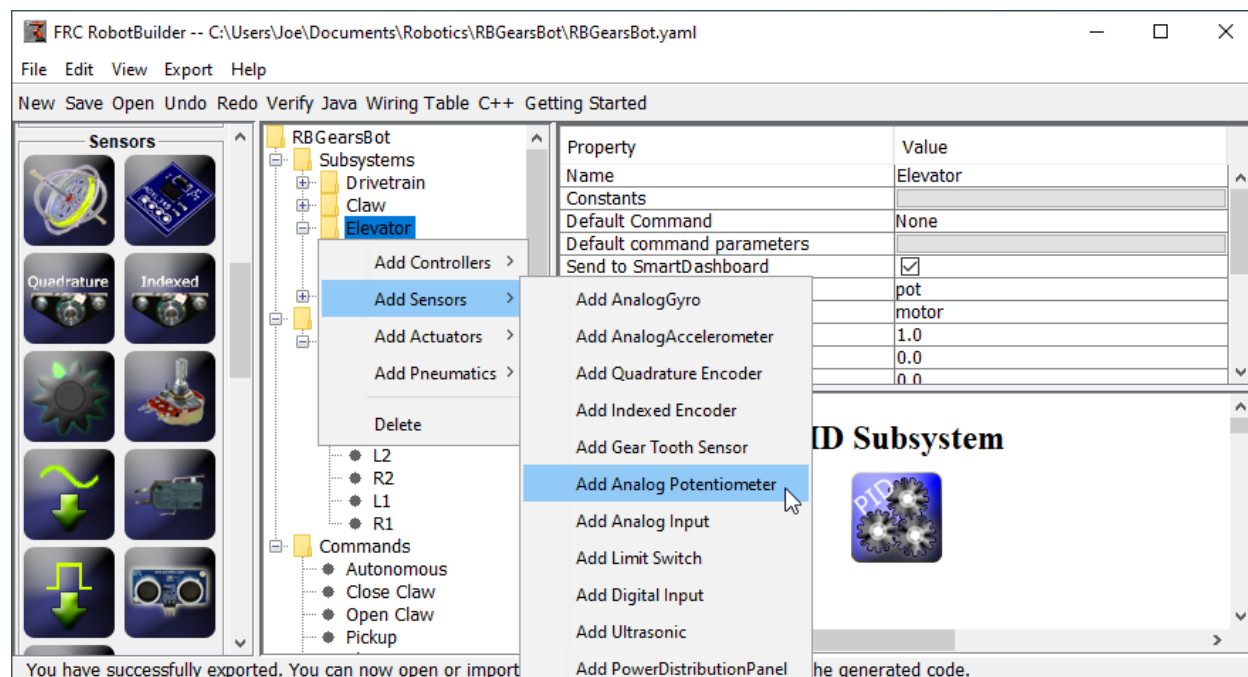 FRC RobotBuilder -- C:\Users\Joe\Documents\Robotics\RBGearsBot\RBGearsBot.yaml
File Edit View Export Help
New Save Open Undo Redo Verify Java Wiring Table C++ Getting Started
Sensors
Quadrature
Indexed
RBGearsBot
Subsystems
Drivetrain
Claw
Elevator
Add Controllers
Add Sensors
Add Actuators
Add Pneumatics
Delete
L2
R2
L1
R1
Commands
Autonomous
Close Claw
Open Claw
Pickup
Add AnalogGyro
Add AnalogAccelerometer
Add Quadrature Encoder
Add Indexed Encoder
Add Gear Tooth Sensor
Add Analog Potentiometer
Add Analog Input
Add Limit Switch
Add Digital Input
Add Ultrasonic
Add PowerDistributionPanel
Property Value
Name Elevator
Constants
Default Command None
Default command parameters
Send to SmartDashboard
pot
motor
1.0
0.0
0.0
ID Subsystem
PID
You have successfully exported. You can now open or import he generated code.